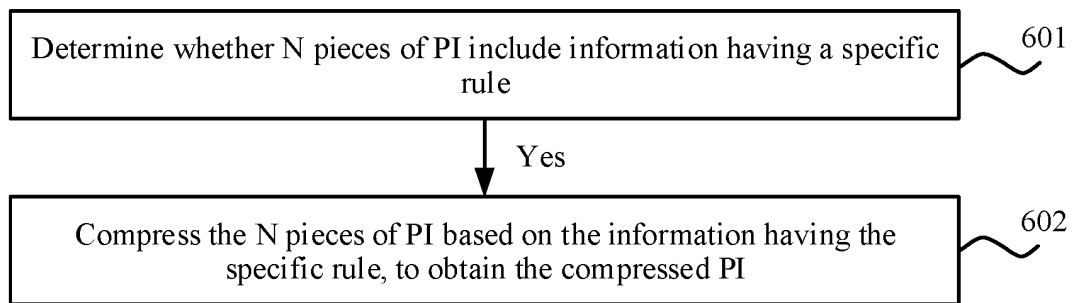 Determine whether N pieces of PI include information having a specific
rule
601
Yes
Compress the N pieces of PI based on the information having the
specific rule, to obtain the compressed PI
602